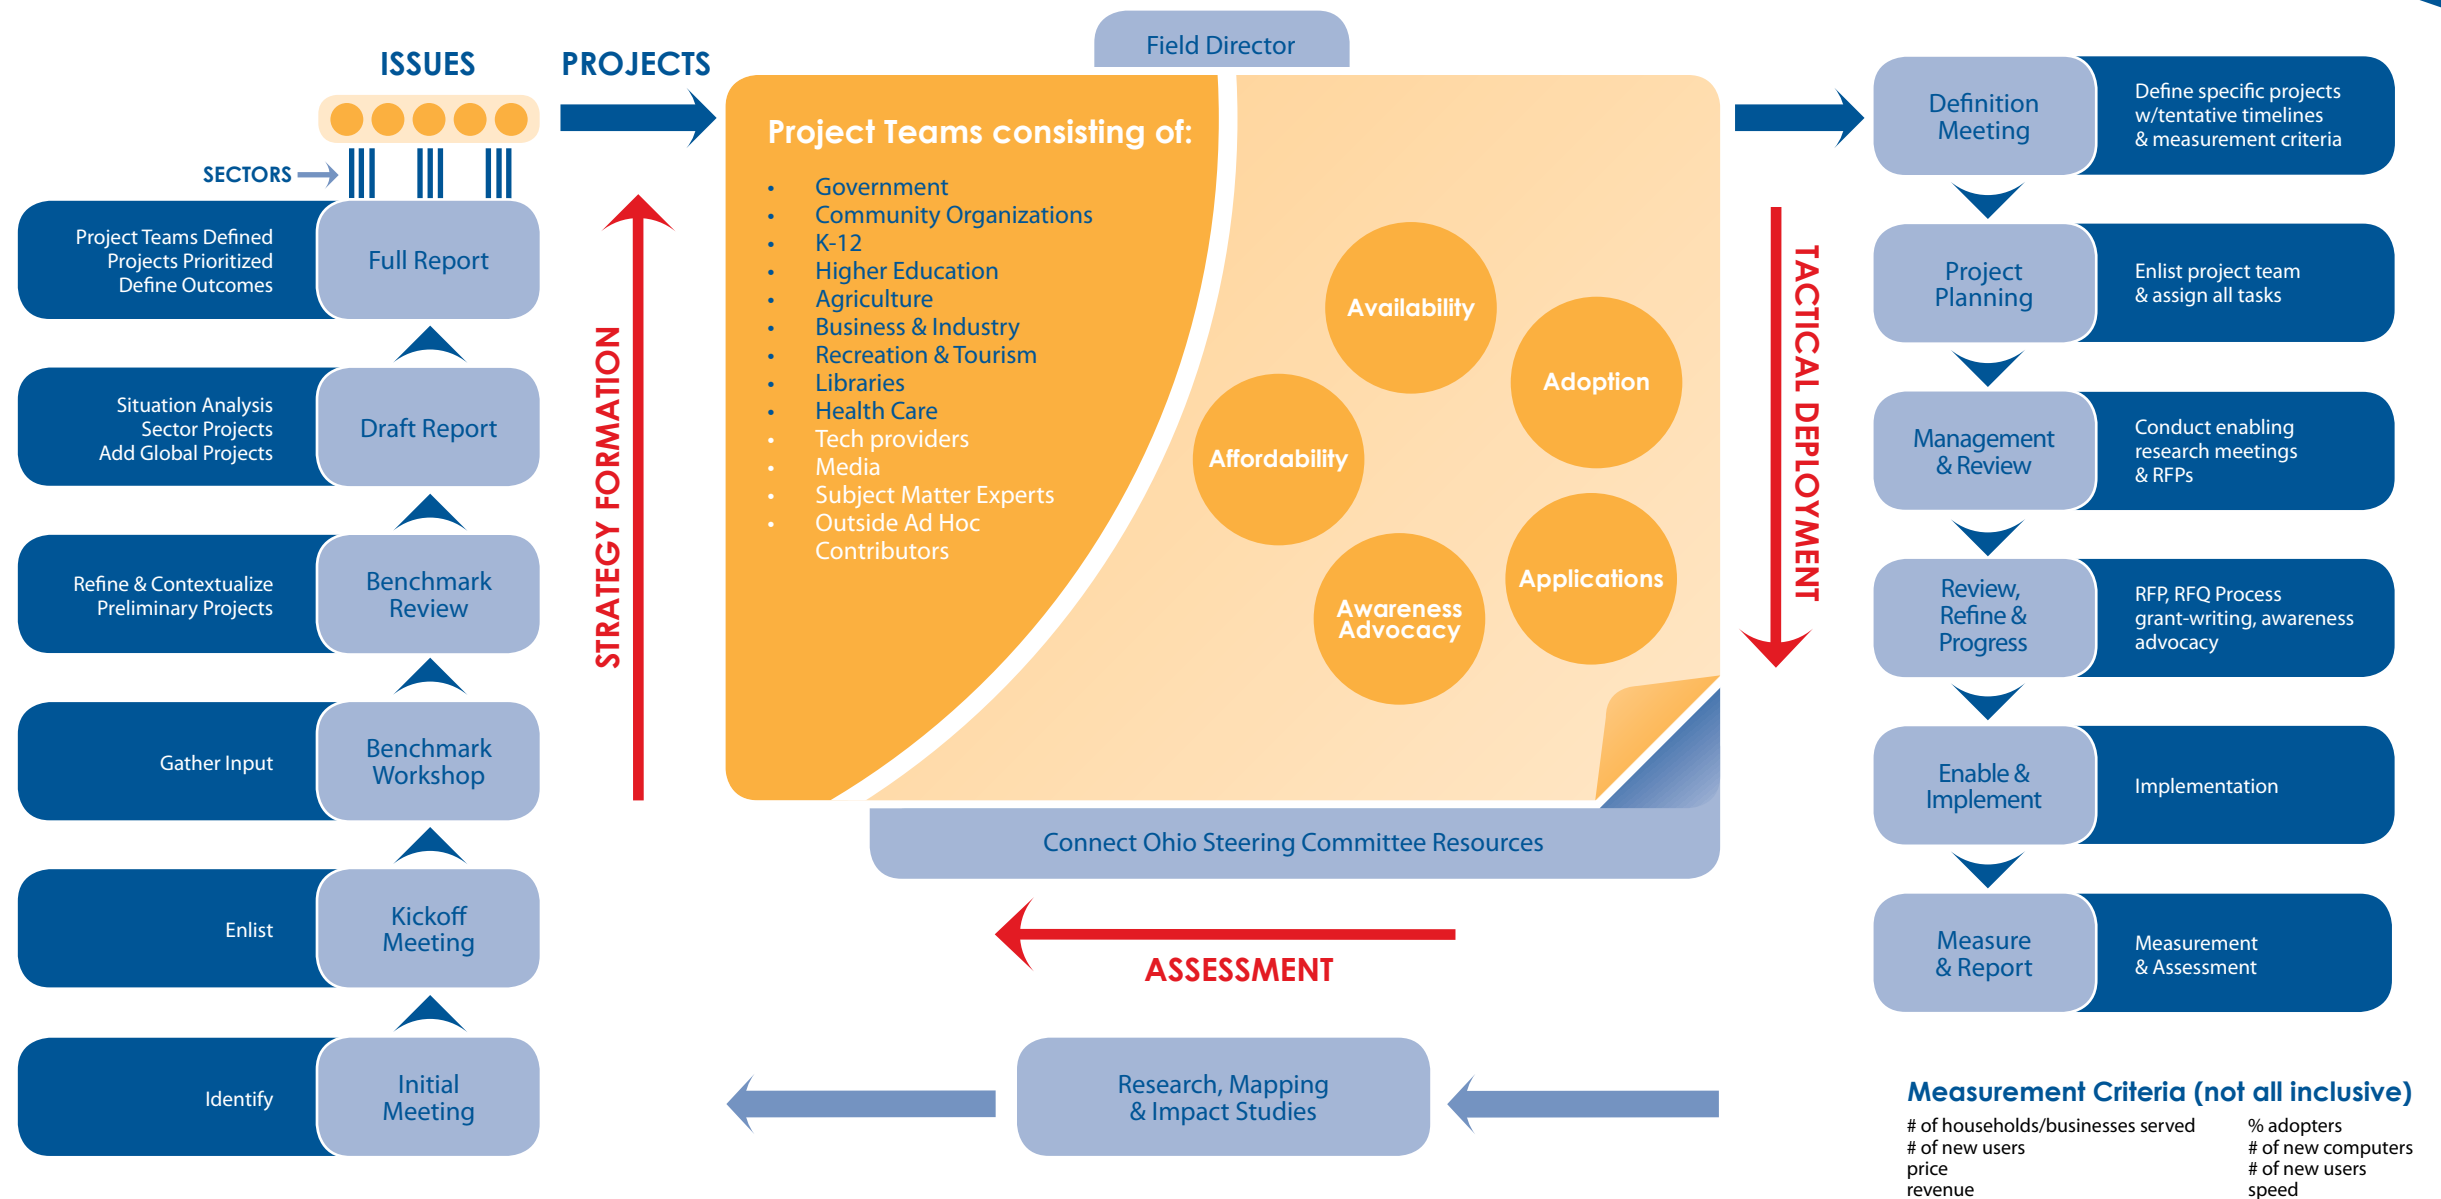 Field Director
ISSUES
PROJECTS
SECTORS
Project Teams Defined
Projects Prioritized
Define Outcomes
Full Report
Situation Analysis
Sector Projects
Add Global Projects
Draft Report
Refine & Contextualize
Preliminary Projects
Benchmark
Review
Gather Input
Benchmark
Workshop
Enlist
Kickoff
Meeting
Identify
Initial
Meeting
STRATEGY FORMATION
Project Teams consisting of:
• Government
• Community Organizations
• K-12
• Higher Education
• Agriculture
• Business & Industry
• Recreation & Tourism
• Libraries
• Health Care
• Tech providers
• Media
• Subject Matter Experts
• Outside Ad Hoc
Contributors
Availability
Adoption
Affordability
Applications
Awareness
Advocacy
Connect Ohio Steering Committee Resources
ASSESSMENT
Research, Mapping
& Impact Studies
TACTICAL DEPLOYMENT
Definition
Meeting
Define specific projects
w/tentative timelines
& measurement criteria
Project
Planning
Enlist project team
& assign all tasks
Management
& Review
Conduct enabling
research meetings
& RFPs
Review,
Refine &
Progress
RFP, RFQ Process
grant-writing, awareness
advocacy
Enable &
Implement
Implementation
Measure
& Report
Measurement
& Assessment
Measurement Criteria (not all inclusive)
# of households/businesses served
# of new users
price
revenue
% adopters
# of new computers
# of new users
speed